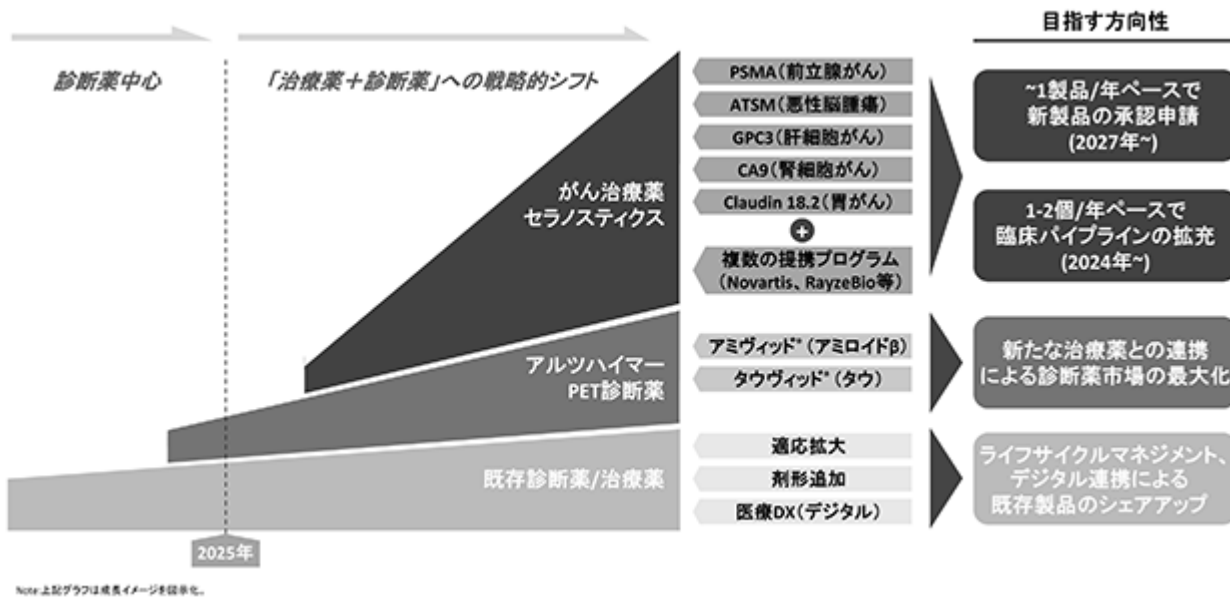 目指す方向性
診断薬中心
「治療薬+診断薬」への戦略的シフト
がん治療薬
セラノスティクス
アルツハイマー
PET診断薬
既存診断薬/治療薬
2025年
PSMA(前立腺がん)
ATSM(悪性脳腫瘍)
GPC3(肝細胞がん)
CA9(腎細胞がん)
Claudin 18.2(胃がん)
+
複数の提携プログラム
(Novartis、RayzeBio等)
アミヴィッド®(アミロイドβ)
タウヴィッド®(タウ)
適応拡大
剤形追加
医療DX(デジタル)
~1製品/年ペースで
新製品の承認申請
(2027年~)
1-2個/年ペースで
臨床パイプラインの拡充
(2024年~)
新たな治療薬との連携
による診断薬市場の最大化
ライフサイクルマネジメント、
デジタル連携による
既存製品のシェアアップ
Note:上記グラフは成長イメージを図示化。